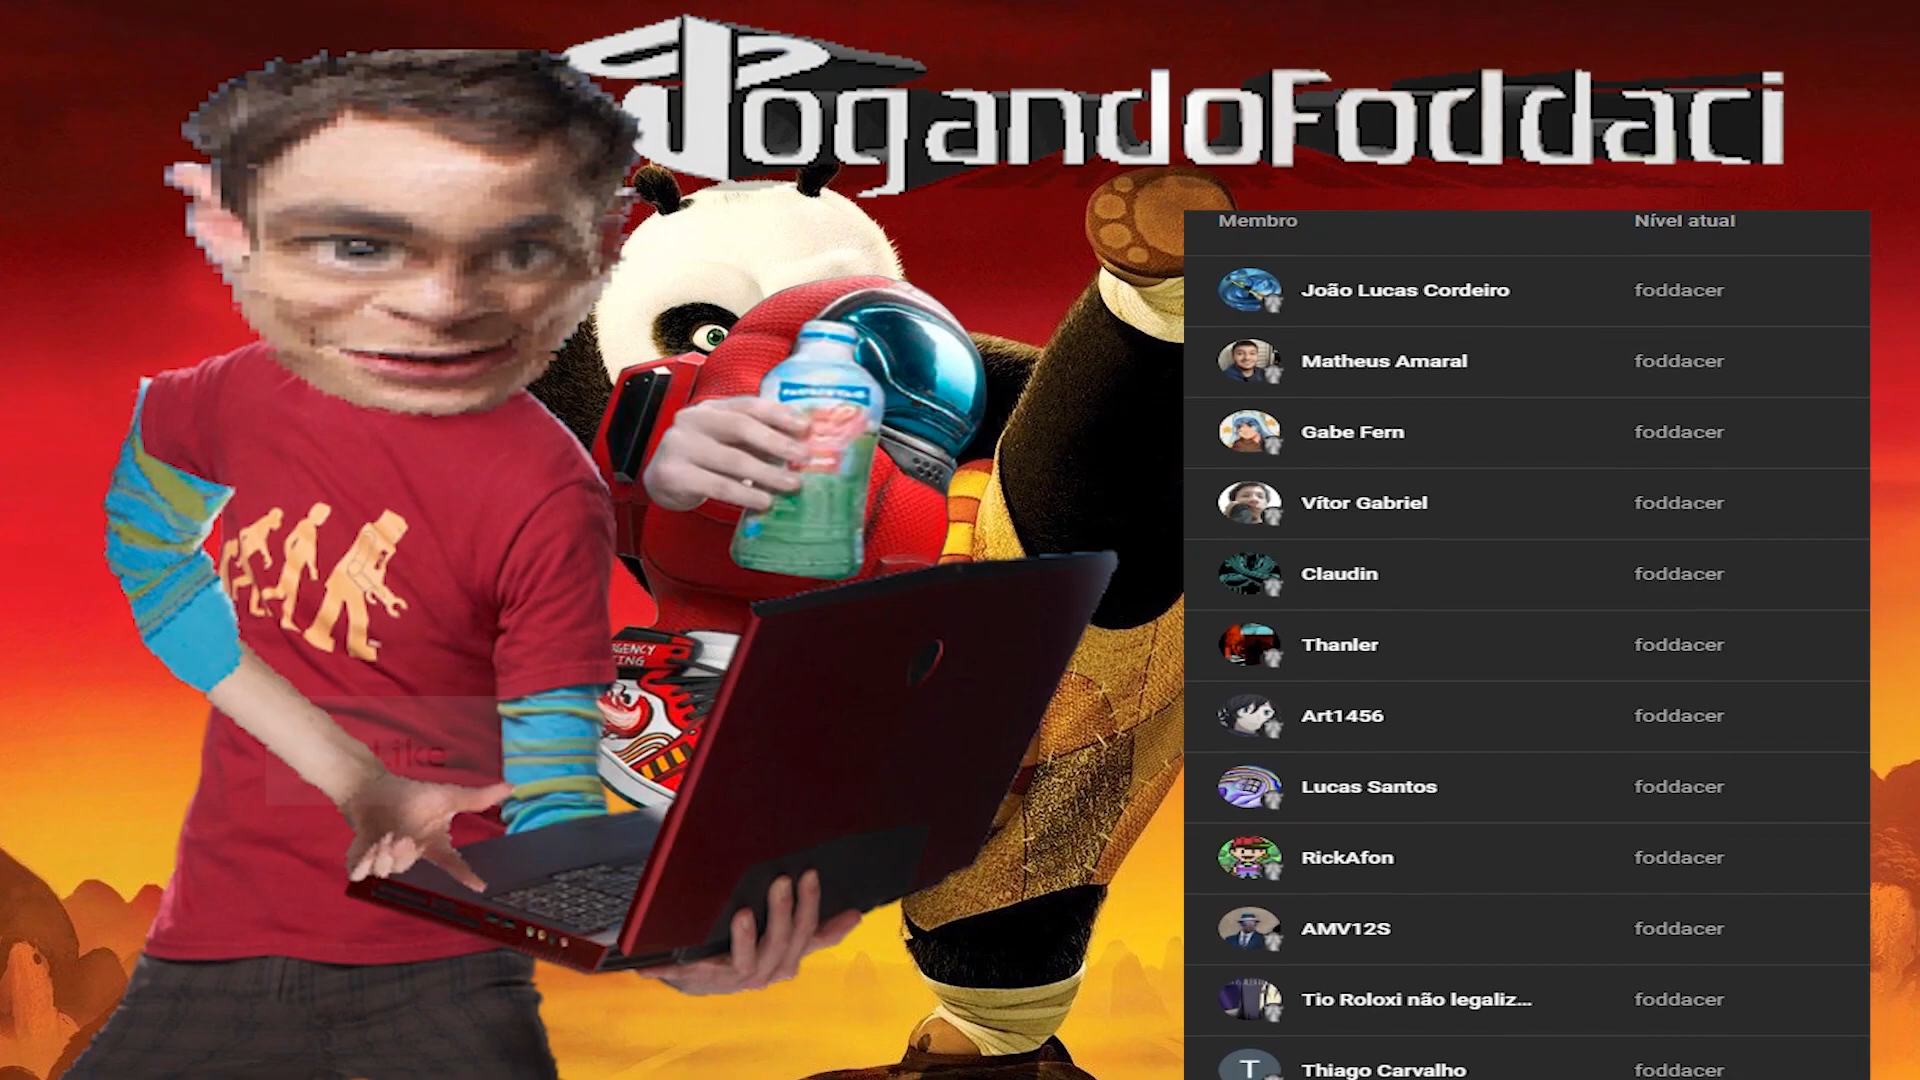 JogandoFoddaci
Membro Nível atual
João Lucas Cordeiro foddacer
Matheus Amaral foddacer
Gabe Fern foddacer
Vítor Gabriel foddacer
Claudin foddacer
Thanler foddacer
Art1456 foddacer
Lucas Santos foddacer
RickAfon foddacer
AMV12S foddacer
Tio Roloxi não legaliz...  foddacer
T Thiago Carvalho foddacer
Like